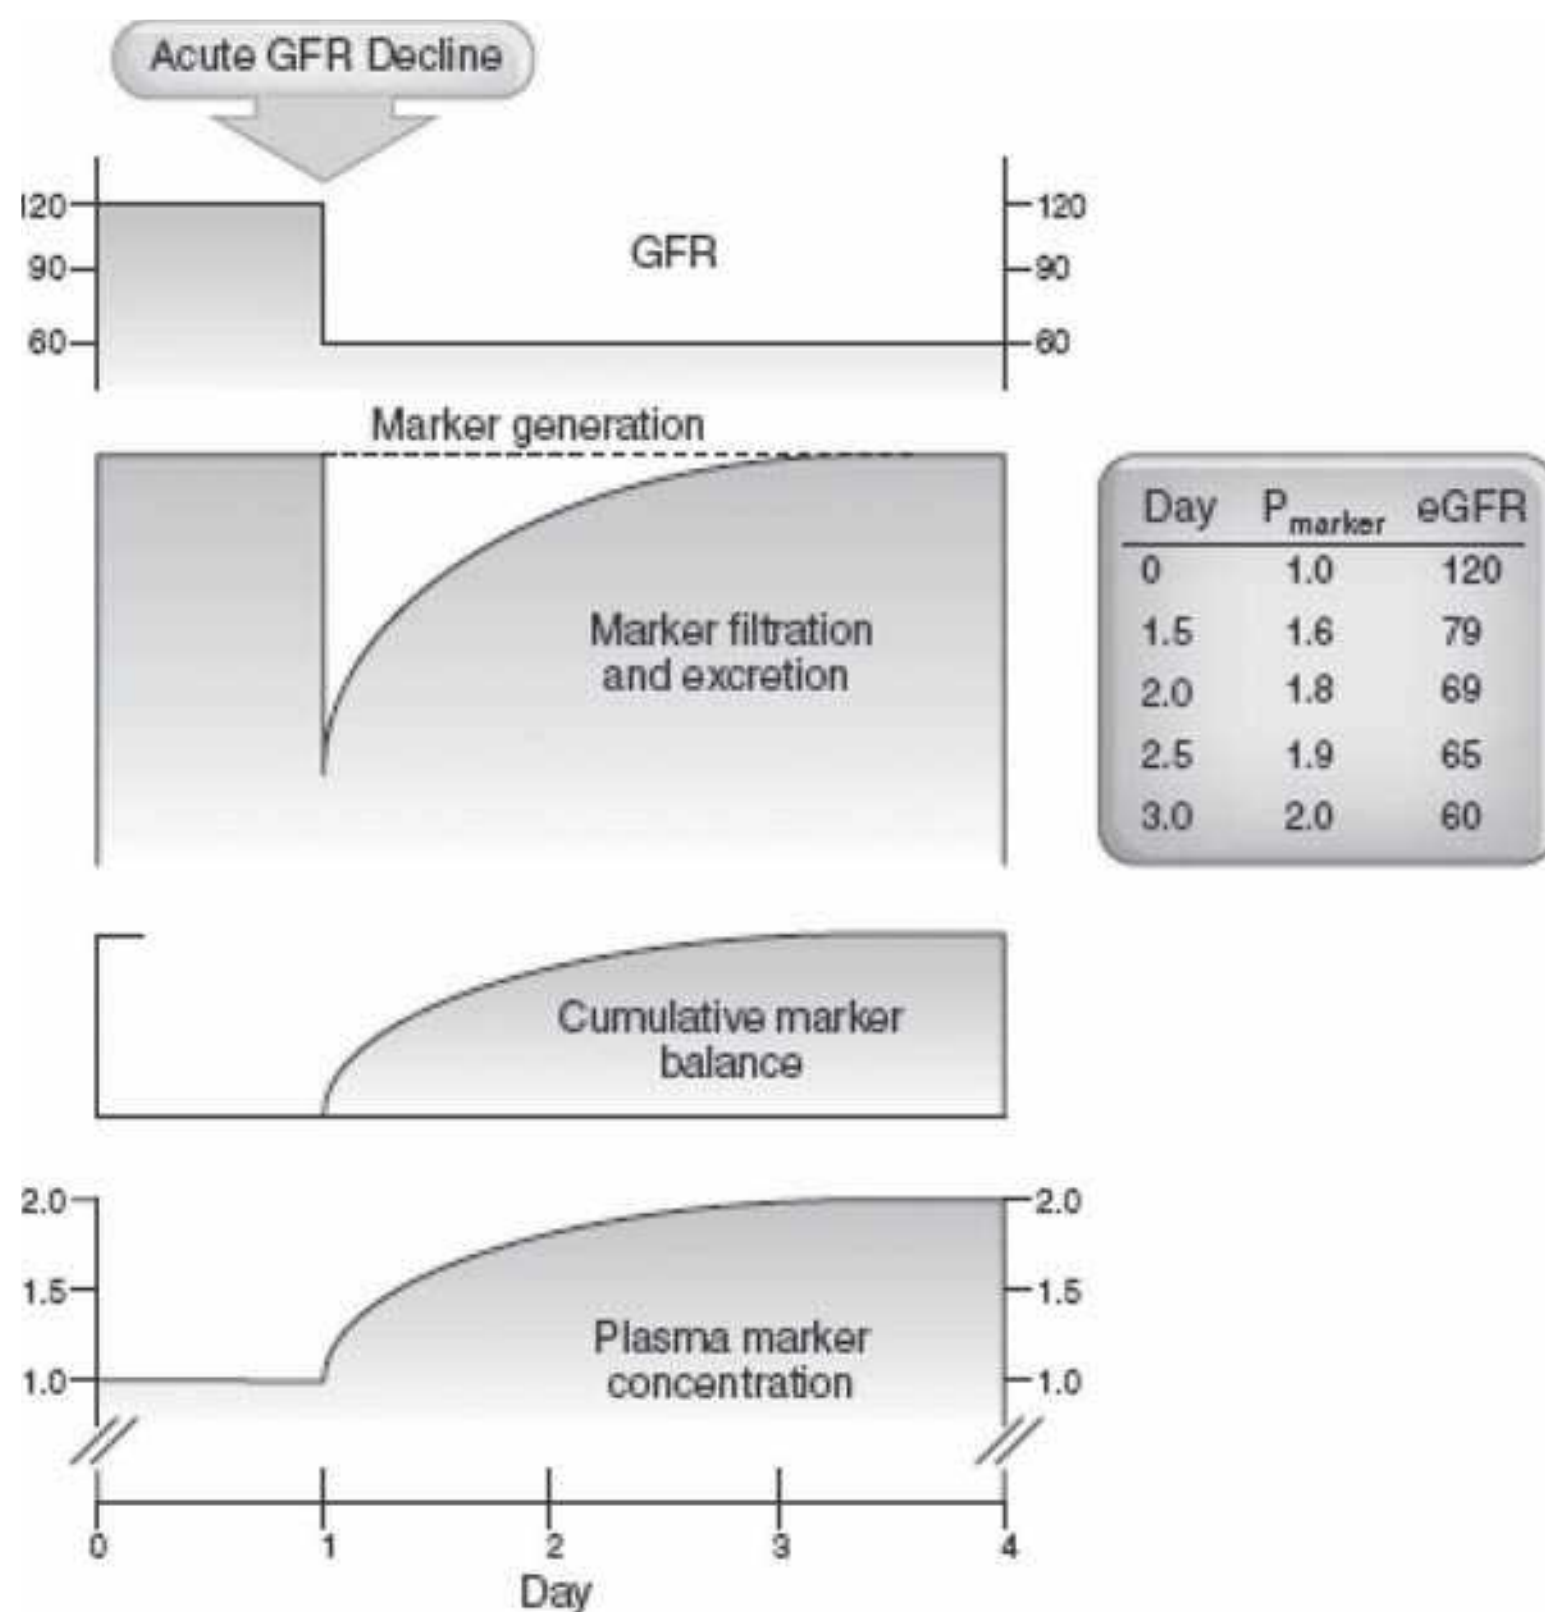 Acute GFR Decline
120 120
90 GFR 90
60 60
Marker generation
Marker filtration
and excretion
Day Pmarker eGFR
0 1.0 120
1.5 1.6 79
2.0 1.8 69
2.5 1.9 65
3.0 2.0 60
Cumulative marker
balance
2.0 2.0
1.5 1.5
Plasma marker
concentration
1.0 1.0
0 1 2 3 4
Day